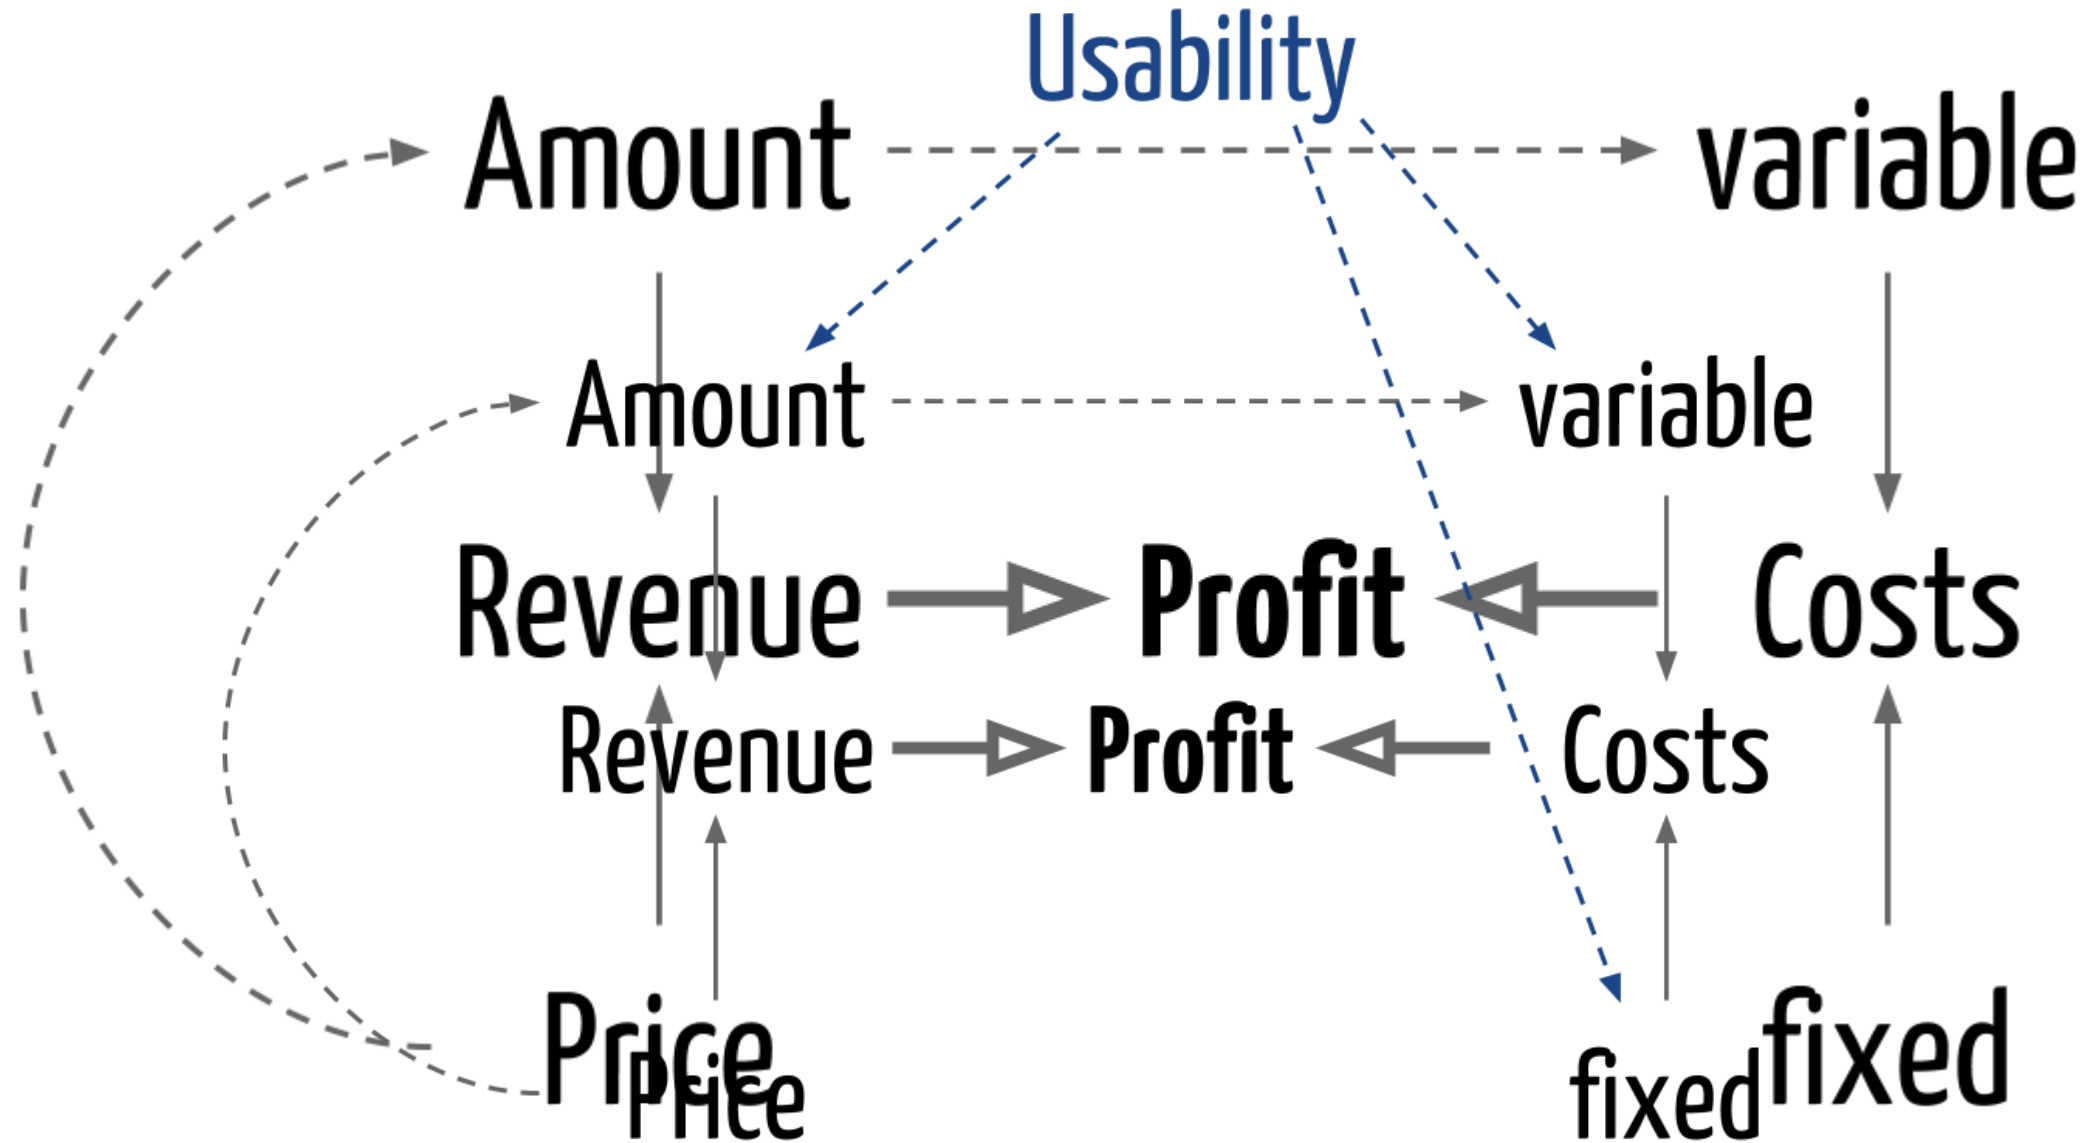 Usability
Amount variable
Amount variable
Revenue Profit Costs
Revenue Profit Costs
Price fixed
Price fixed